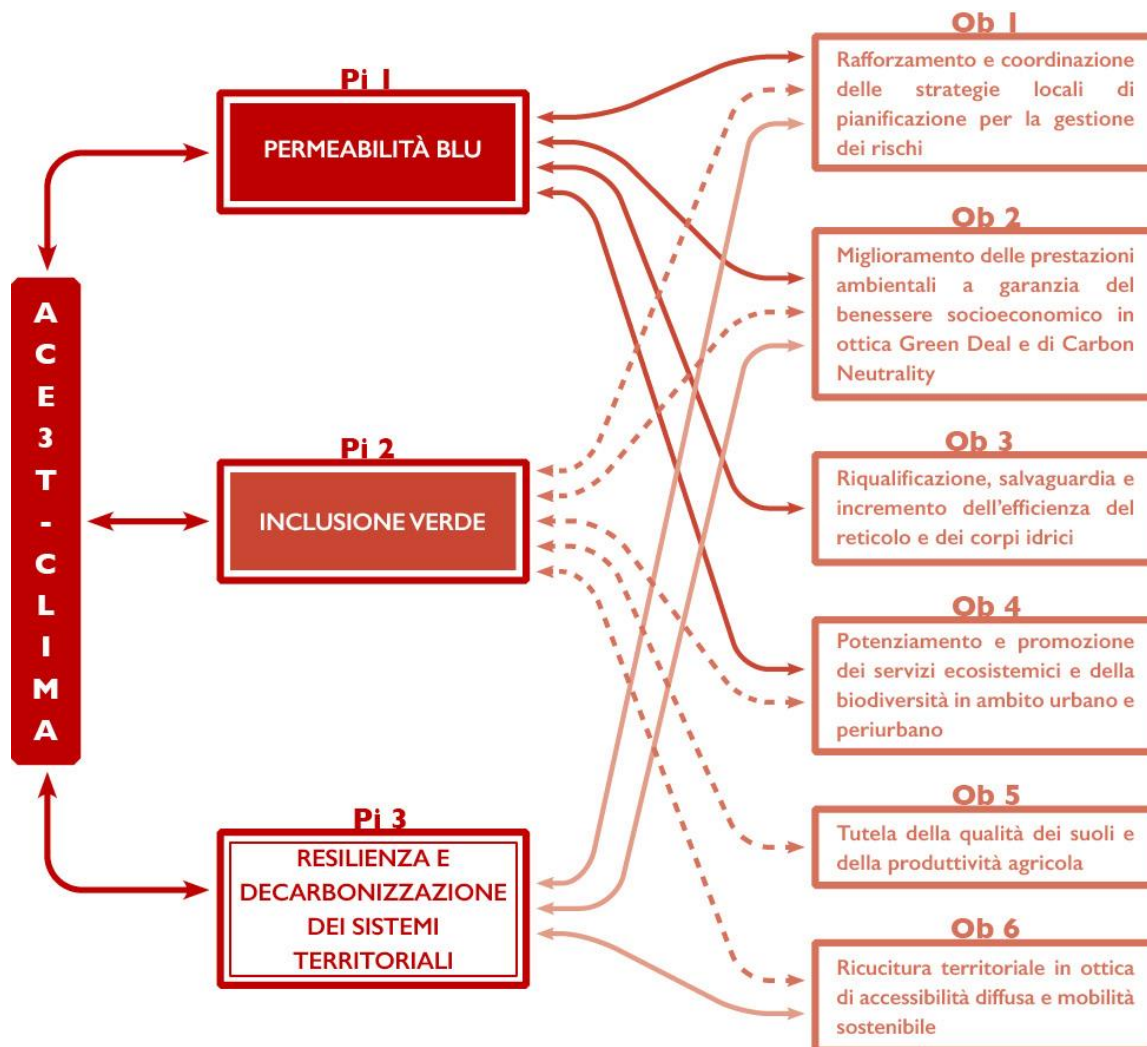 ACE3T-CLIMA
Pi 1
PERMEABILITÀ BLU
Pi 2
INCLUSIONE VERDE
Pi 3
RESILIENZA E
DECARBONIZZAZIONE
DEI SISTEMI
TERRITORIALI
Ob 1
Rafforzamento e coordinazione
delle strategie locali di
pianificazione per la gestione
dei rischi
Ob 2
Miglioramento delle prestazioni
ambientali a garanzia del
benessere socioeconomico in
ottica Green Deal e di Carbon
Neutrality
Ob 3
Riqualificazione, salvaguardia e
incremento dell'efficienza del
reticolo e dei corpi idrici
Ob 4
Potenziamento e promozione
dei servizi ecosistemici e della
biodiversità in ambito urbano e
periurbano
Ob 5
Tutela della qualità dei suoli e
della produttività agricola
Ob 6
Ricucitura territoriale in ottica
di accessibilità diffusa e mobilità
sostenibile